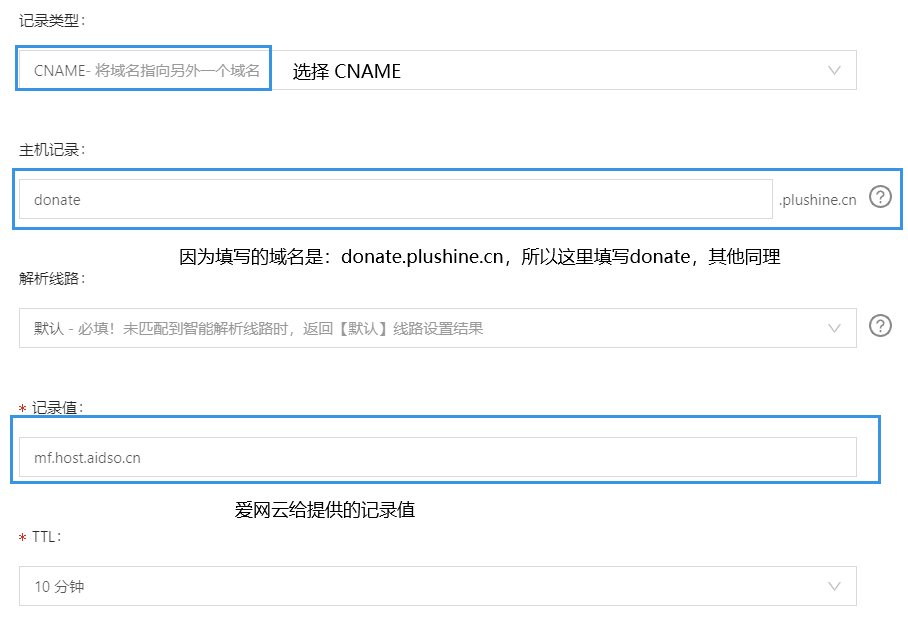 记录类型：
CNAME- 将域名指向另外一个域名 选择 CNAME
主机记录：
donate .plushine.cn ?
因为填写的域名是：donate.plushine.cn，所以这里填写donate，其他同理
解析线路：
默认 - 必填！未匹配到智能解析线路时，返回【默认】线路设置结果 ?
* 记录值：
mf.host.aidso.cn
爱网云给提供的记录值
* TTL：
10 分钟